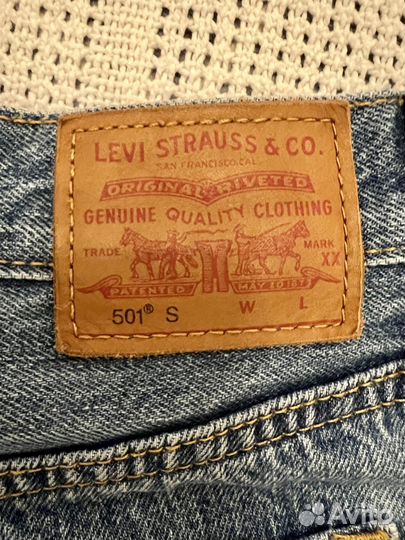 LEVI STRAUSS & CO.
SAN FRANCISCO, CAL.
ORIGINAL RIVETED
GENUINE QUALITY CLOTHING
TRADE MARK
XX
PATENTED MAY 20 1873
501® S W L
Avito